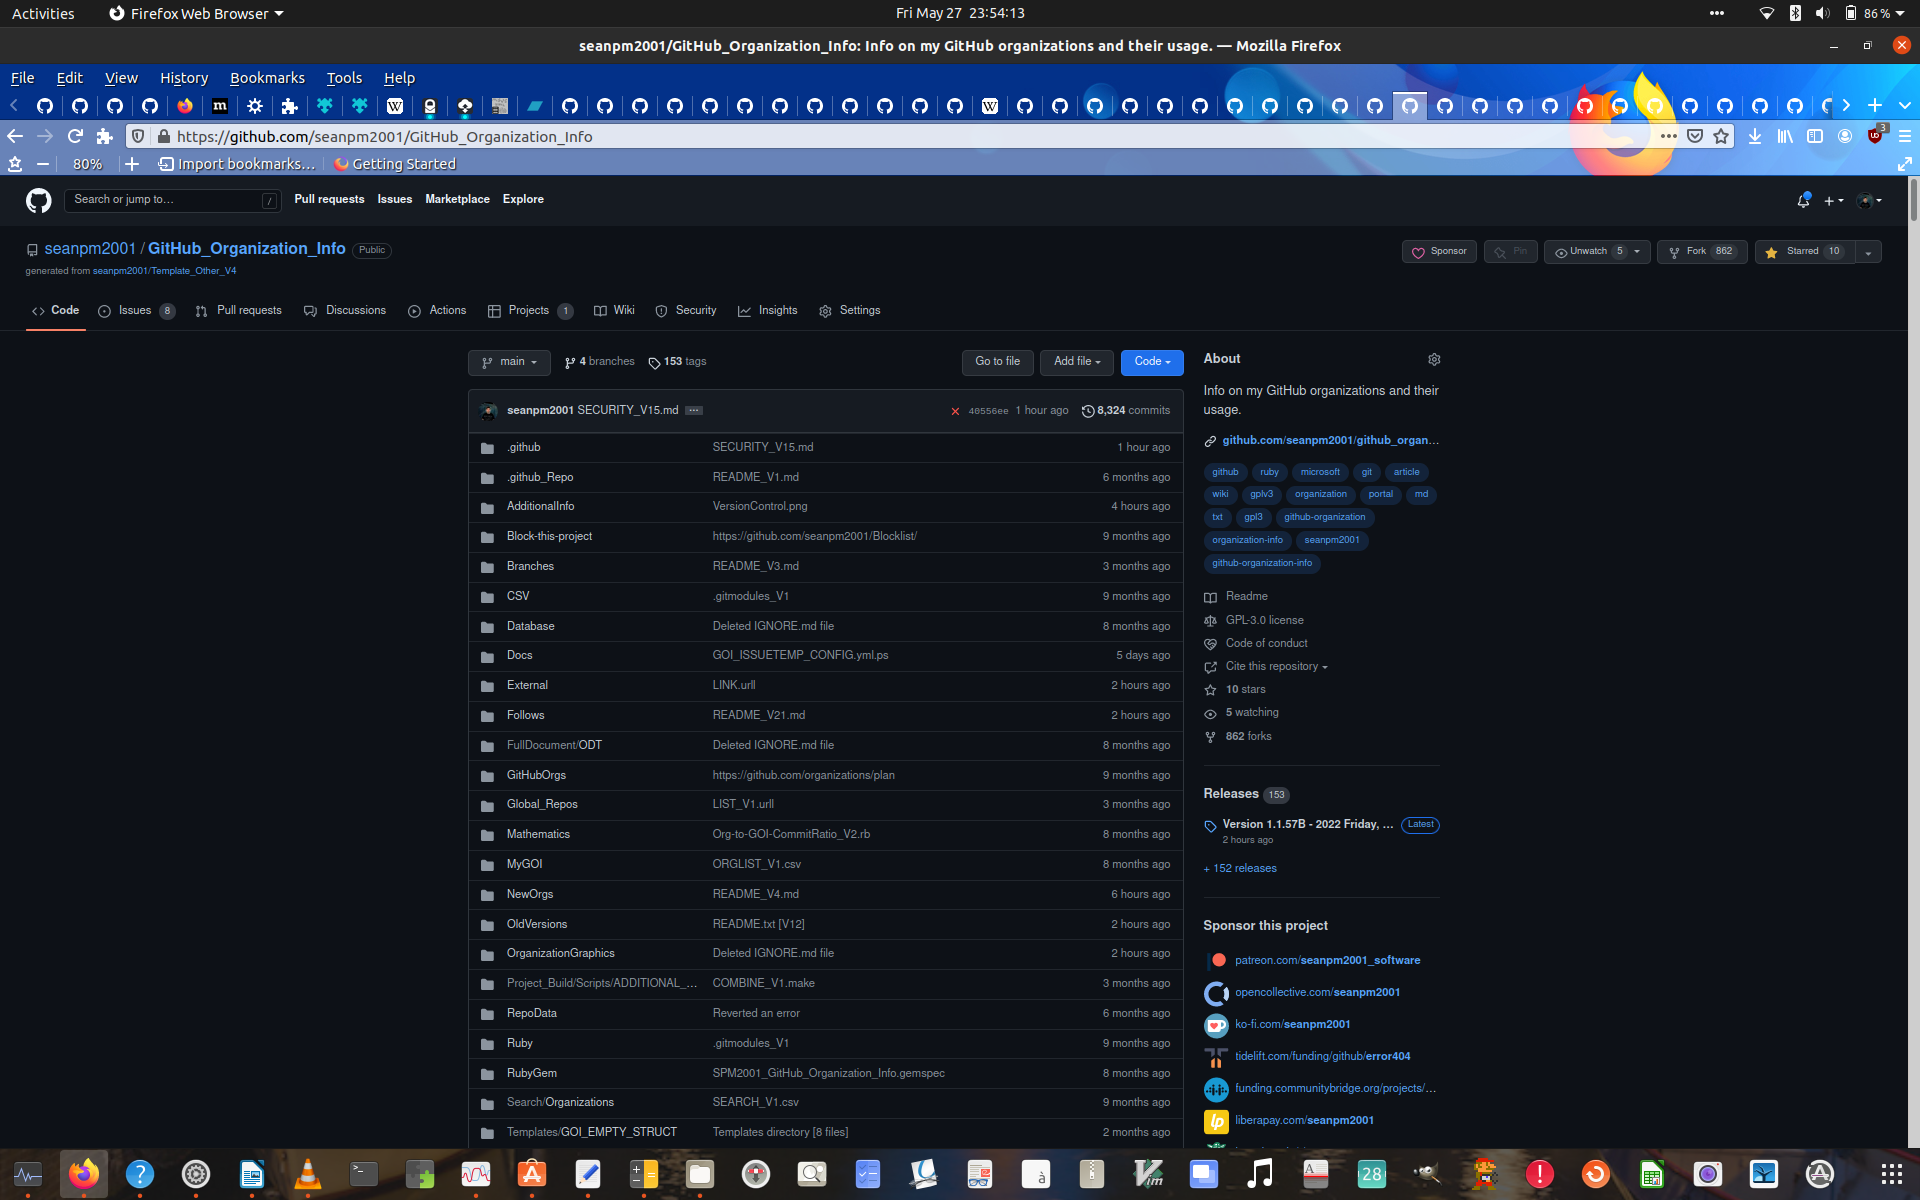 Activities
Firefox Web Browser
Fri May 27 23:54:13
86 %
seanpm2001/GitHub_Organization_Info: Info on my GitHub organizations and their usage. — Mozilla Firefox
File Edit View History Bookmarks Tools Help
https://github.com/seanpm2001/GitHub_Organization_Info
3
80%
Import bookmarks...
Getting Started
Search or jump to... /
Pull requests Issues Marketplace Explore
seanpm2001 / GitHub_Organization_Info Public
generated from seanpm2001/Template_Other_V4
Sponsor Pin Unwatch 5 Fork 862 Starred 10
Code Issues 8 Pull requests Discussions Actions Projects 1 Wiki Security Insights Settings
main 4 branches 153 tags Go to file Add file Code
seanpm2001 SECURITY_V15.md ... 40556ee 1 hour ago 8,324 commits
.github SECURITY_V15.md 1 hour ago
.github_Repo README_V1.md 6 months ago
AdditionalInfo VersionControl.png 4 hours ago
Block-this-project https://github.com/seanpm2001/Blocklist/ 9 months ago
Branches README_V3.md 3 months ago
CSV .gitmodules_V1 9 months ago
Database Deleted IGNORE.md file 8 months ago
Docs GOI_ISSUETEMP_CONFIG.yml.ps 5 days ago
External LINK.urll 2 hours ago
Follows README_V21.md 2 hours ago
FullDocument/ODT Deleted IGNORE.md file 8 months ago
GitHubOrgs https://github.com/organizations/plan 9 months ago
Global_Repos LIST_V1.urll 3 months ago
Mathematics Org-to-GOI-CommitRatio_V2.rb 8 months ago
MyGOI ORGLIST_V1.csv 8 months ago
NewOrgs README_V4.md 6 hours ago
OldVersions README.txt [V12] 2 hours ago
OrganizationGraphics Deleted IGNORE.md file 2 hours ago
Project_Build/Scripts/ADDITIONAL_... COMBINE_V1.make 3 months ago
RepoData Reverted an error 6 months ago
Ruby .gitmodules_V1 9 months ago
RubyGem SPM2001_GitHub_Organization_Info.gemspec 8 months ago
Search/Organizations SEARCH_V1.csv 9 months ago
Templates/GOI_EMPTY_STRUCT Templates directory [8 files] 2 months ago
About
Info on my GitHub organizations and their
usage.
github.com/seanpm2001/github_organ...
github ruby microsoft git article
wiki gplv3 organization portal md
txt gpl3 github-organization
organization-info seanpm2001
github-organization-info
Readme
GPL-3.0 license
Code of conduct
Cite this repository
10 stars
5 watching
862 forks
Releases 153
Version 1.1.57B - 2022 Friday, ... Latest
2 hours ago
+ 152 releases
Sponsor this project
patreon.com/seanpm2001_software
opencollective.com/seanpm2001
ko-fi.com/seanpm2001
tidelift.com/funding/github/error404
funding.communitybridge.org/projects/...
liberapay.com/seanpm2001
28